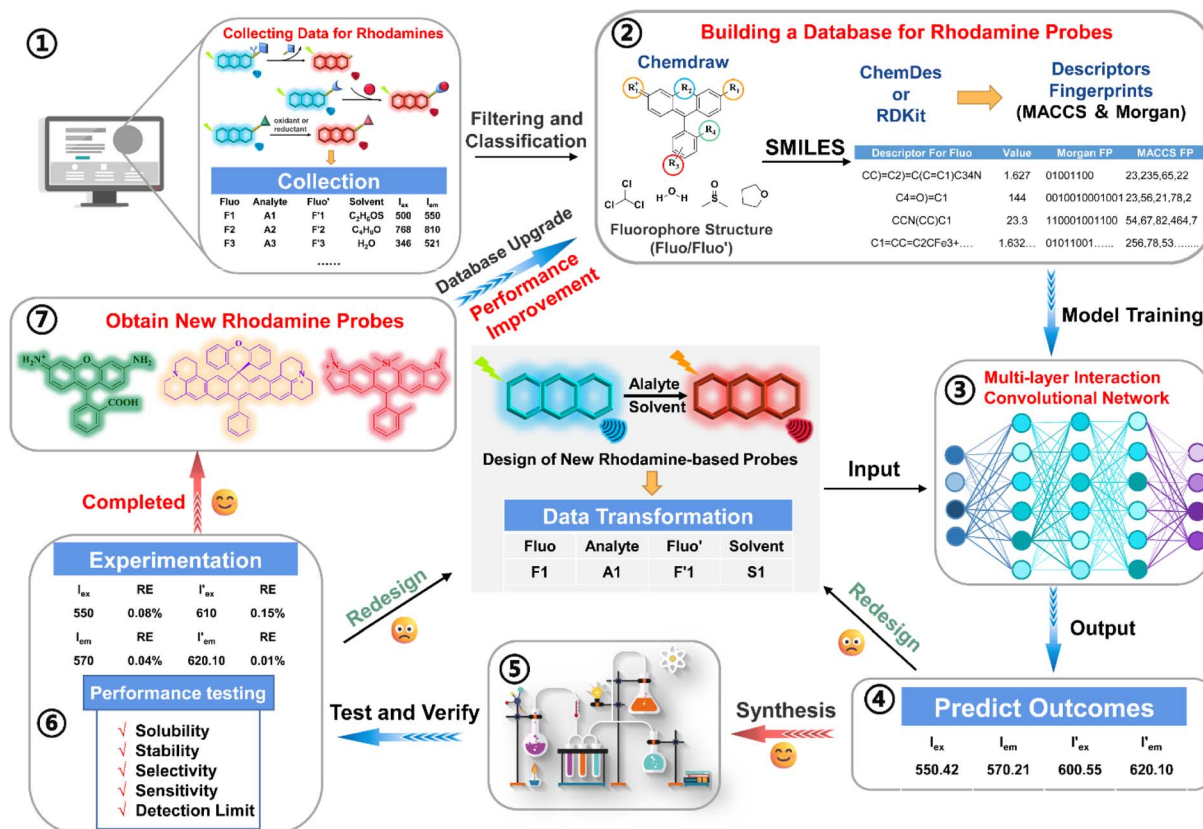 ①
Collecting Data for Rhodamines
oxidant or
reductant
Collection
Fluo Analyte Fluo' Solvent Iex Iem
F1 A1 F'1 C2H6OS 500 550
F2 A2 F'2 C4H8O 768 810
F3 A3 F'3 H2O 346 521
......
Filtering and
Classification
②
Building a Database for Rhodamine Probes
Chemdraw
R1+ R2 R1
R4
R3
Cl
Cl Cl
H O H
O
S
O
Fluorophore Structure
(Fluo/Fluo')
SMILES
ChemDes
or
RDKit
Descriptors
Fingerprints
(MACCS & Morgan)
Descriptor For Fluo Value Morgan FP MACCS FP
CC)=C2)=C(C=C1)C34N 1.627 01001100 23,235,65,22
C4=O)=C1 144 0010010001001 23,56,21,78,2
CCN(CC)C1 23.3 110001001100 54,67,82,464,7
C1=CC=C2CFe3+.... 1.632... 01011001...... 256,78,53.........
Database Upgrade
Performance
Improvement
Model Training
⑦
Obtain New Rhodamine Probes
H2N+ O NH2
COOH
O
N N+
N+ Si N
Alalyte
Solvent
Design of New Rhodamine-based Probes
Data Transformation
Fluo Analyte Fluo' Solvent
F1 A1 F'1 S1
Input
③
Multi-layer Interaction
Convolutional Network
Output
④
Predict Outcomes
Iex Iem I'ex I'em
550.42 570.21 600.55 620.10
Redesign
Synthesis
⑤
Test and Verify
Redesign
Completed
Experimentation
Iex RE I'ex RE
550 0.08% 610 0.15%
Iem RE I'em RE
570 0.04% 620.10 0.01%
Performance testing
⑥
√ Solubility
√ Stability
√ Selectivity
√ Sensitivity
√ Detection Limit